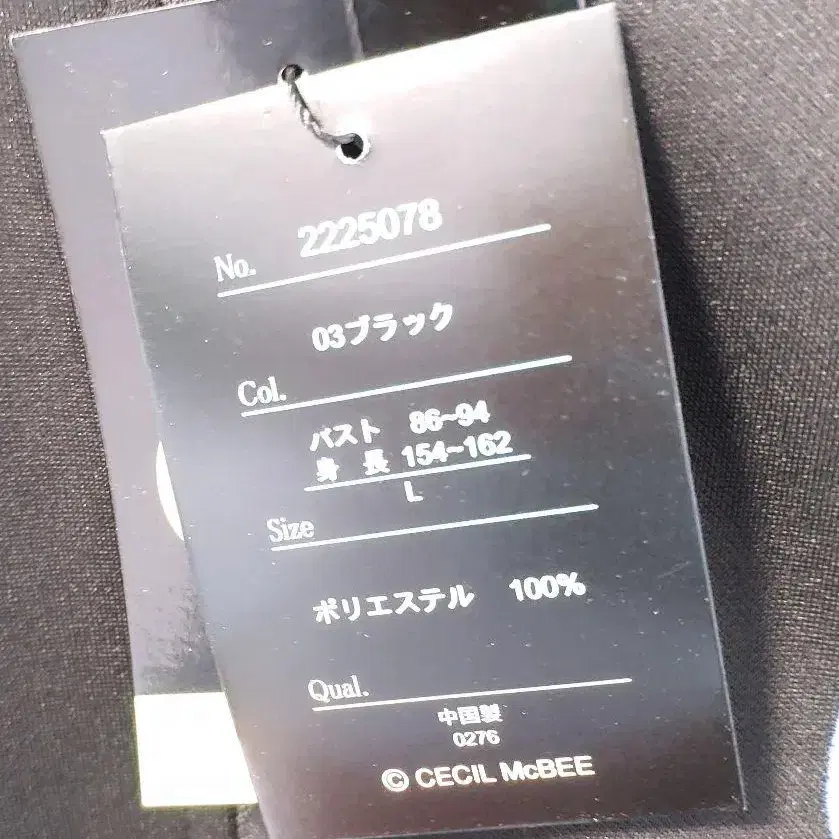 No. 2225078
03ブラック
Col.
バスト 86~94
身 長 154~162
L
Size
ポリエステル 100%
Qual.
中国製
0276
© CECIL McBEE